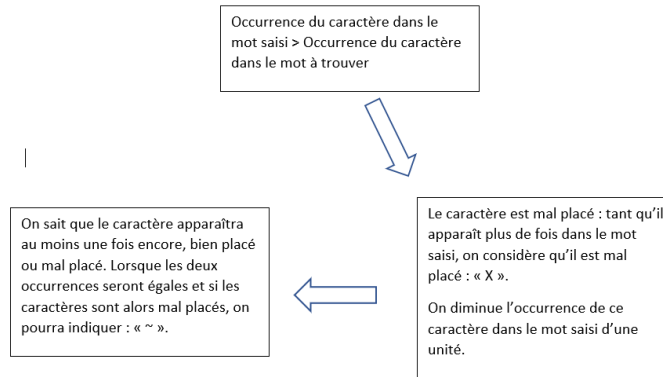 Occurrence du caractère dans le
mot saisi > Occurrence du caractère
dans le mot à trouver
Le caractère est mal placé : tant qu'il
apparaît plus de fois dans le mot
saisi, on considère qu'il est mal
placé : « X ».
On diminue l'occurrence de ce
caractère dans le mot saisi d'une
unité.
On sait que le caractère apparaîtra
au moins une fois encore, bien placé
ou mal placé. Lorsque les deux
occurrences seront égales et si les
caractères sont alors mal placés, on
pourra indiquer : « ~ ».